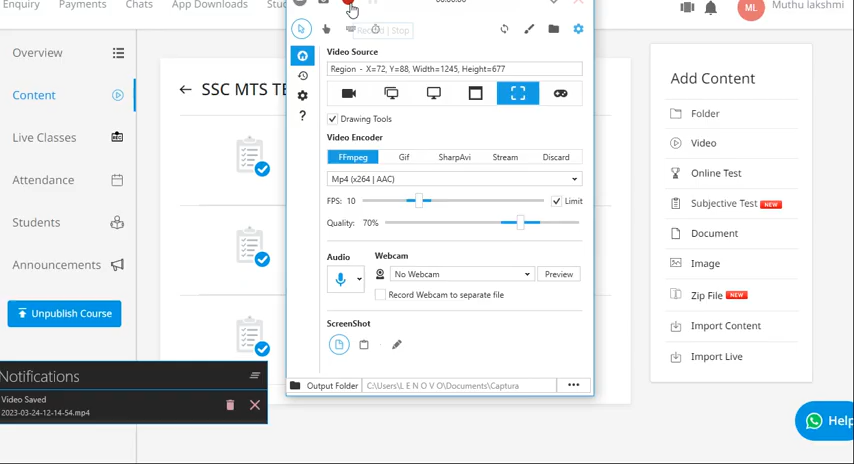 Enquiry
Payments
Chats
App Downloads
ML
Muthu lakshmi
Overview
Content
Live Classes
Attendance
Students
Announcements
Unpublish Course
SSC MTS TE
Record | Stop
Video Source
Region - X=72, Y=88, Width=1245, Height=677
Drawing Tools
Video Encoder
FFmpeg Gif SharpAvi Stream Discard
Mp4 (x264 | AAC)
FPS: 10 Limit
Quality: 70%
Audio
Webcam
No Webcam Preview
Record Webcam to separate file
ScreenShot
Output Folder C:\Users\L E N O V O\Documents\Captura ...
Add Content
Folder
Video
Online Test
Subjective Test NEW
Document
Image
Zip File NEW
Import Content
Import Live
Help
Notifications
Video Saved
2023-03-24-12-14-54.mp4